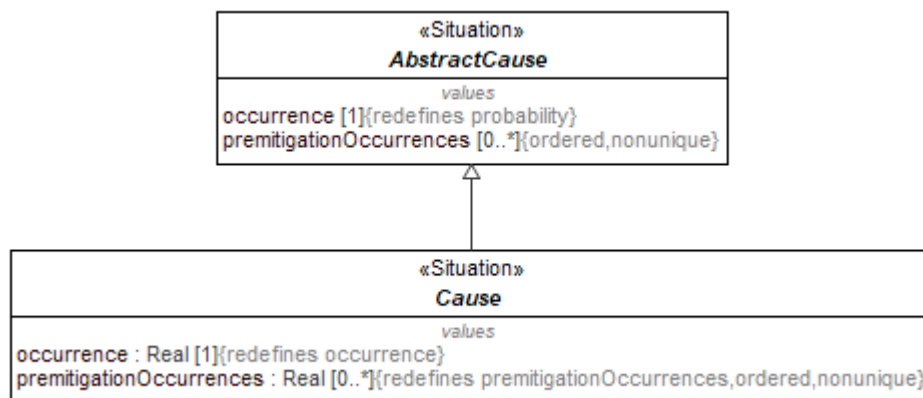 «Situation»
AbstractCause
values
occurrence [1]{redefines probability}
premitigationOccurrences [0..*]{ordered,nonunique}
«Situation»
Cause
values
occurrence : Real [1]{redefines occurrence}
premitigationOccurrences : Real [0..*]{redefines premitigationOccurrences,ordered,nonunique}